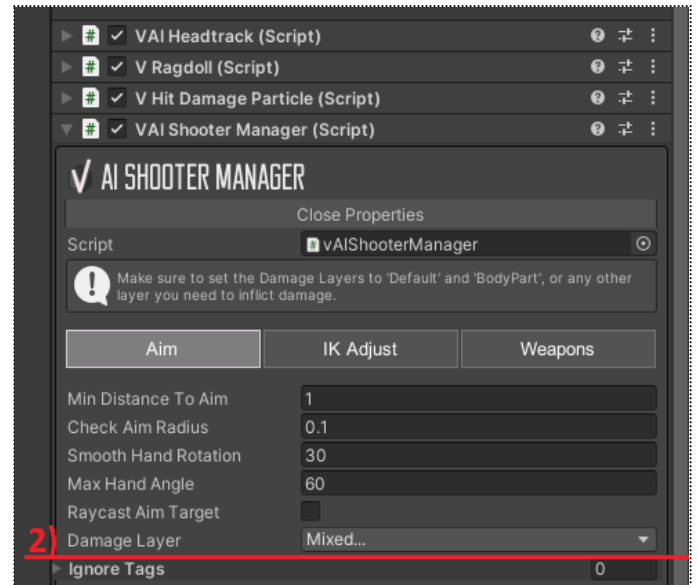 VAI Headtrack (Script)
V Ragdoll (Script)
V Hit Damage Particle (Script)
VAI Shooter Manager (Script)
AI SHOOTER MANAGER
Close Properties
Script vAIShooterManager
Make sure to set the Damage Layers to 'Default' and 'BodyPart', or any other
layer you need to inflict damage.
Aim IK Adjust Weapons
Min Distance To Aim 1
Check Aim Radius 0.1
Smooth Hand Rotation 30
Max Hand Angle 60
Raycast Aim Target
2) Damage Layer Mixed...
Ignore Tags 0